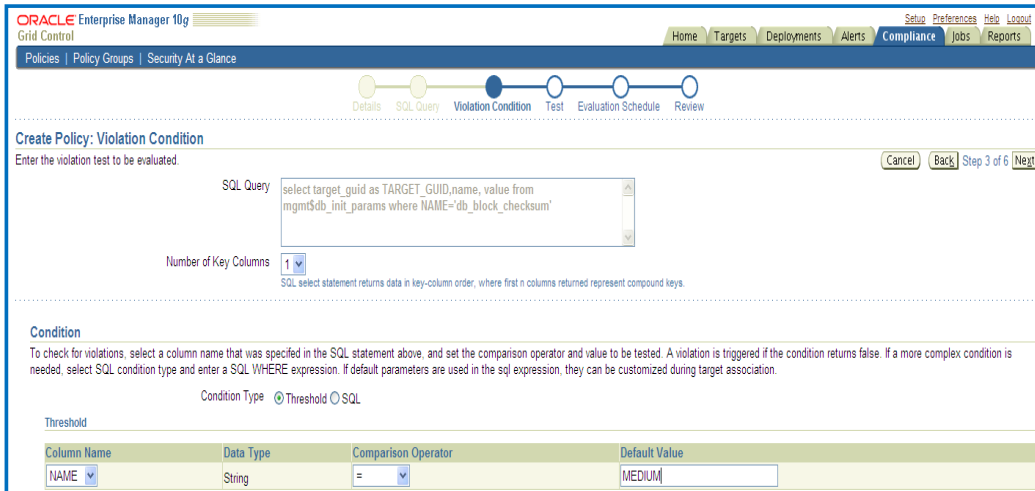 ORACLE Enterprise Manager 10g
Grid Control
Setup Preferences Help Logout
Home Targets Deployments Alerts Compliance Jobs Reports
Policies | Policy Groups | Security At a Glance
Details SQL Query Violation Condition Test Evaluation Schedule Review
Create Policy: Violation Condition
Enter the violation test to be evaluated.
Cancel Back Step 3 of 6 Next
SQL Query
select target_guid as TARGET_GUID,name, value from
mgmt$db_init_params where NAME='db_block_checksum'
Number of Key Columns 1
SQL select statement returns data in key-column order, where first n columns returned represent compound keys.
Condition
To check for violations, select a column name that was specifed in the SQL statement above, and set the comparison operator and value to be tested. A violation is triggered if the condition returns false. If a more complex condition is
needed, select SQL condition type and enter a SQL WHERE expression. If default parameters are used in the sql expression, they can be customized during target association.
Condition Type Threshold SQL
Threshold
Column Name Data Type Comparison Operator Default Value
NAME String = MEDIUM